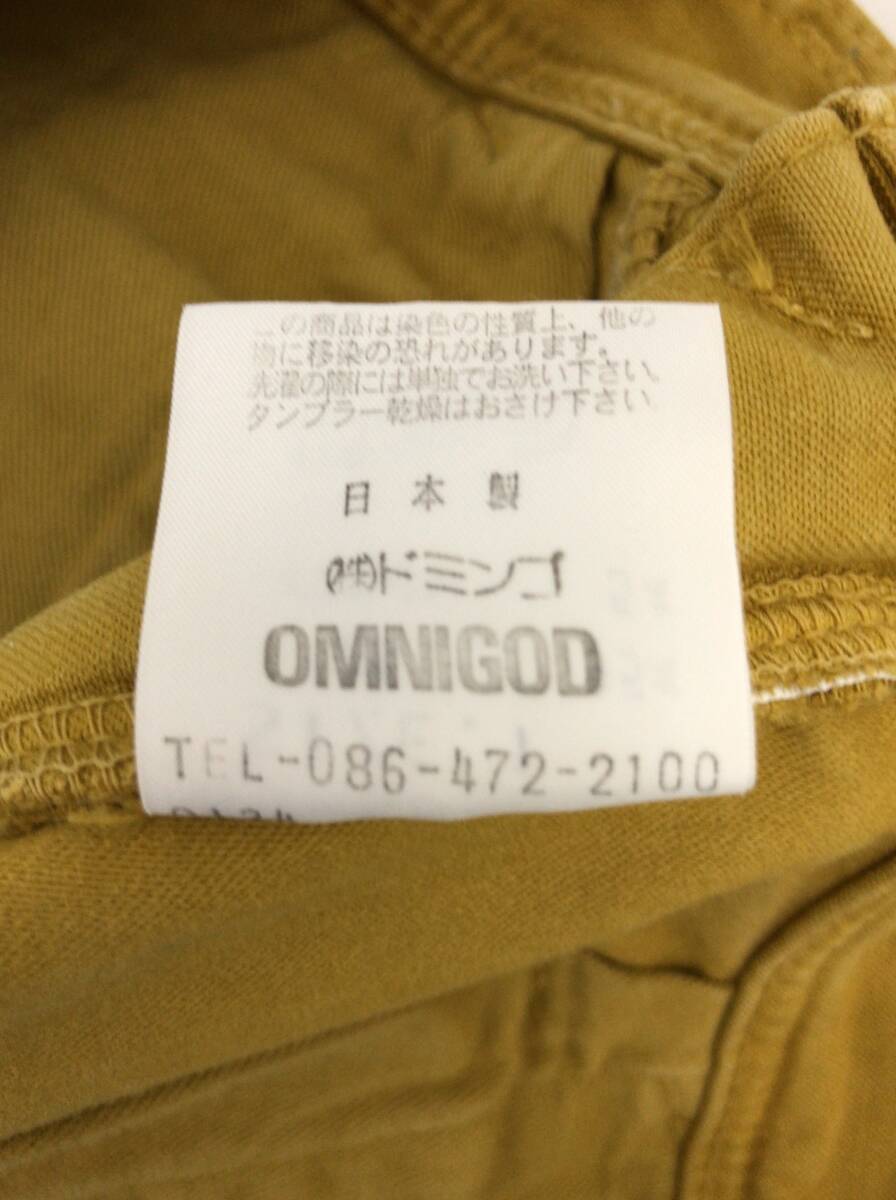 この商品は染色の性質上、他の
物に移染の恐れがあります。
洗濯の際には単独でお洗い下さい。
タンブラー乾燥はおさけ下さい
日本製
㈱ドミンゴ
OMNIGOD
TEL-086-472-2100